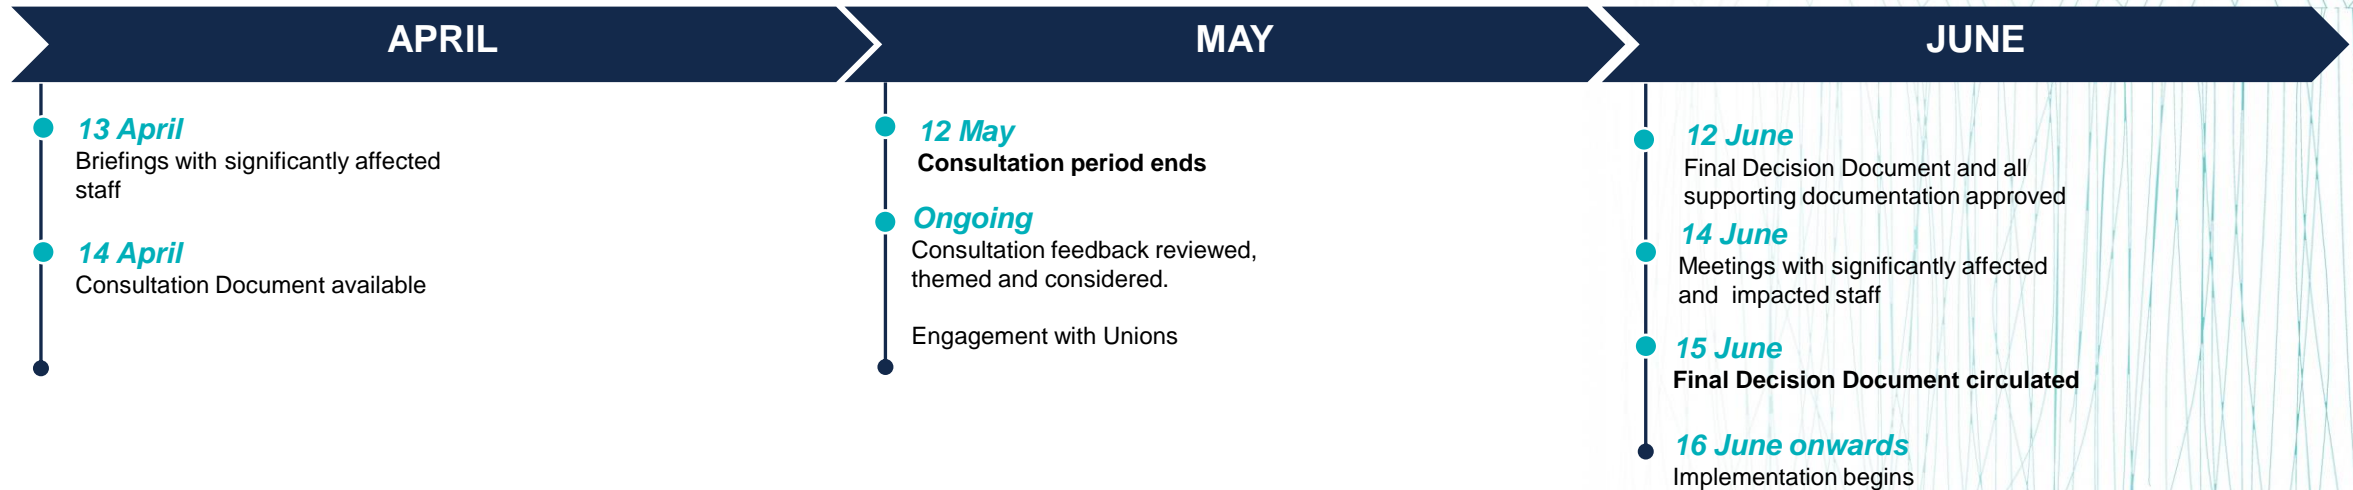 APRIL
13 April
Briefings with significantly affected
staff
14 April
Consultation Document available
MAY
12 May
Consultation period ends
Ongoing
Consultation feedback reviewed,
themed and considered.
Engagement with Unions
JUNE
12 June
Final Decision Document and all
supporting documentation approved
14 June
Meetings with significantly affected
and  impacted staff
15 June
Final Decision Document circulated
16 June onwards
Implementation begins